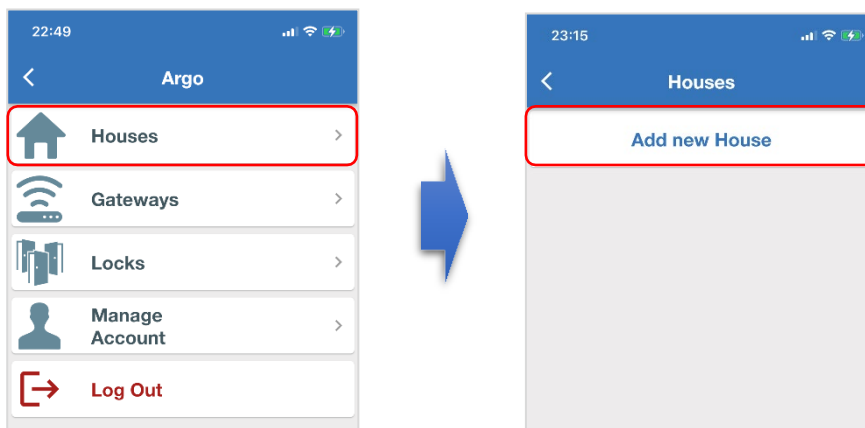 22:49
Argo
Houses
Gateways
Locks
Manage
Account
Log Out
23:15
Houses
Add new House